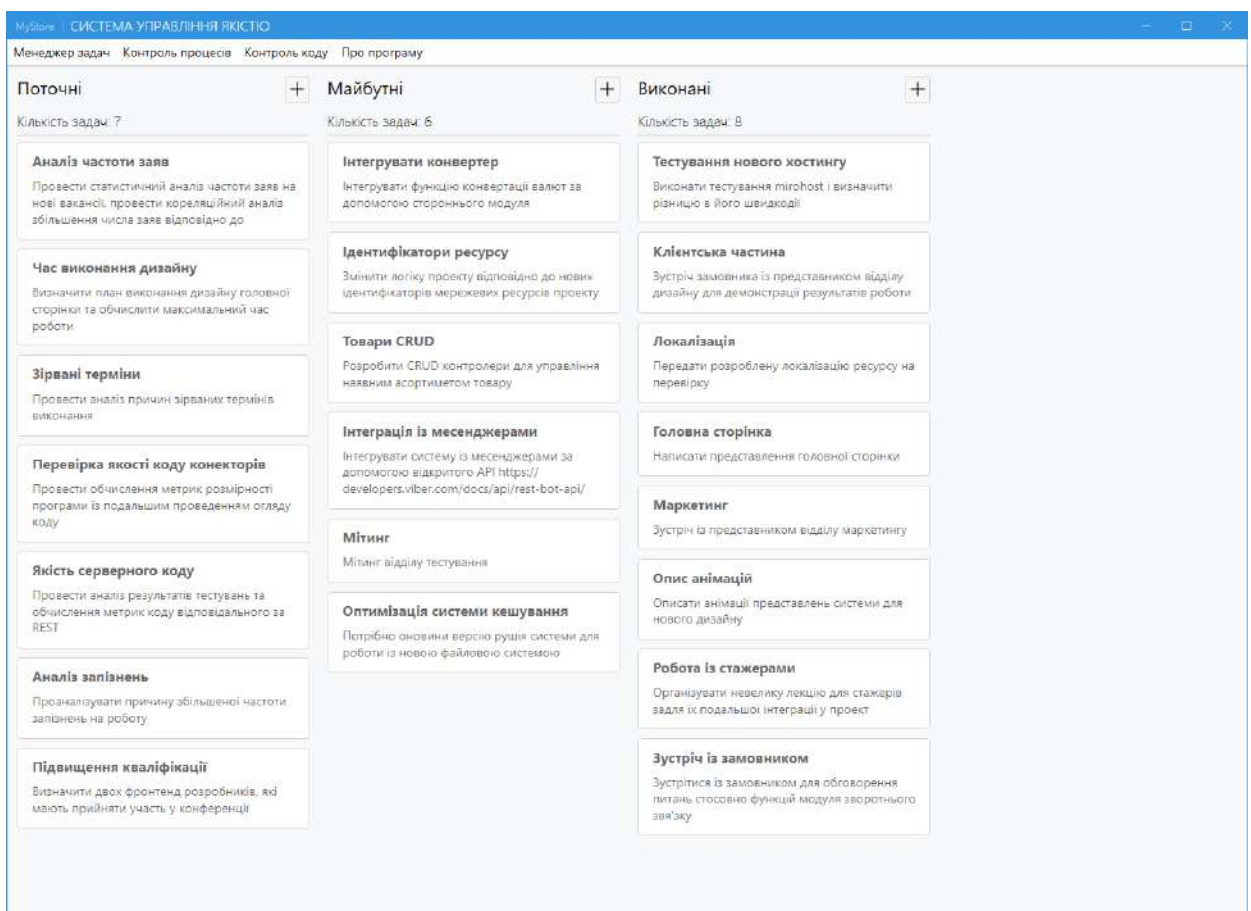 MyStore | СИСТЕМА УПРАВЛІННЯ ЯКІСТЮ
Менеджер задач Контроль процесів Контроль коду Про програму
Поточні
Кількість задач: 7
Аналіз частоти заяв
Провести статистичний аналіз частоти заяв на
нові вакансії, провести кореляційний аналіз
збільшення числа заяв відповідно до
Час виконання дизайну
Визначити план виконання дизайну головної
сторінки та обчислити максимальний час
роботи
Зірвані терміни
Провести аналіз причин зірваних термінів
виконання
Перевірка якості коду конекторів
Провести обчислення метрик розмірності
програми із подальшим проведенням огляду
коду
Якість серверного коду
Провести аналіз результатів тестувань та
обчислення метрик коду відповідального за
REST
Аналіз запізнень
Проаналізувати причину збільшеної частоти
запізнень на роботу
Підвищення кваліфікації
Визначити двох фронтенд розробників, які
мають прийняти участь у конференції
Майбутні
Кількість задач: 6
Інтегрувати конвертер
Інтегрувати функцію конвертації валют за
допомогою стороннього модуля
Ідентифікатори ресурсу
Змінити логіку проекту відповідно до нових
ідентифікаторів мережевих ресурсів проекту
Товари CRUD
Розробити CRUD контролери для управління
наявним асортиметом товару
Інтеграція із месенджерами
Інтегрувати систему із месенджерами за
допомогою відкритого API https://
developers.viber.com/docs/api/rest-bot-api/
Мітинг
Мітинг відділу тестування
Оптимізація системи кешування
Потрібно оновини версію рушія системи для
роботи із новою файловою системою
Виконані
Кількість задач: 8
Тестування нового хостингу
Виконати тестування mirohost і визначити
різницю в його швидкодії
Клієнтська частина
Зустріч замовника із представником відділу
дизайну для демонстрації результатів роботи
Локалізація
Передати розроблену локалізацію ресурсу на
перевірку
Головна сторінка
Написати представлення головної сторінки
Маркетинг
Зустріч із представником відділу маркетингу
Опис анімацій
Описати анімації представлень системи для
нового дизайну
Робота із стажерами
Організувати невелику лекцію для стажерів
задля їх подальшої інтеграції у проект
Зустріч із замовником
Зустрітися із замовником для обговорення
питань стосовно функцій модуля зворотнього
зв'язку